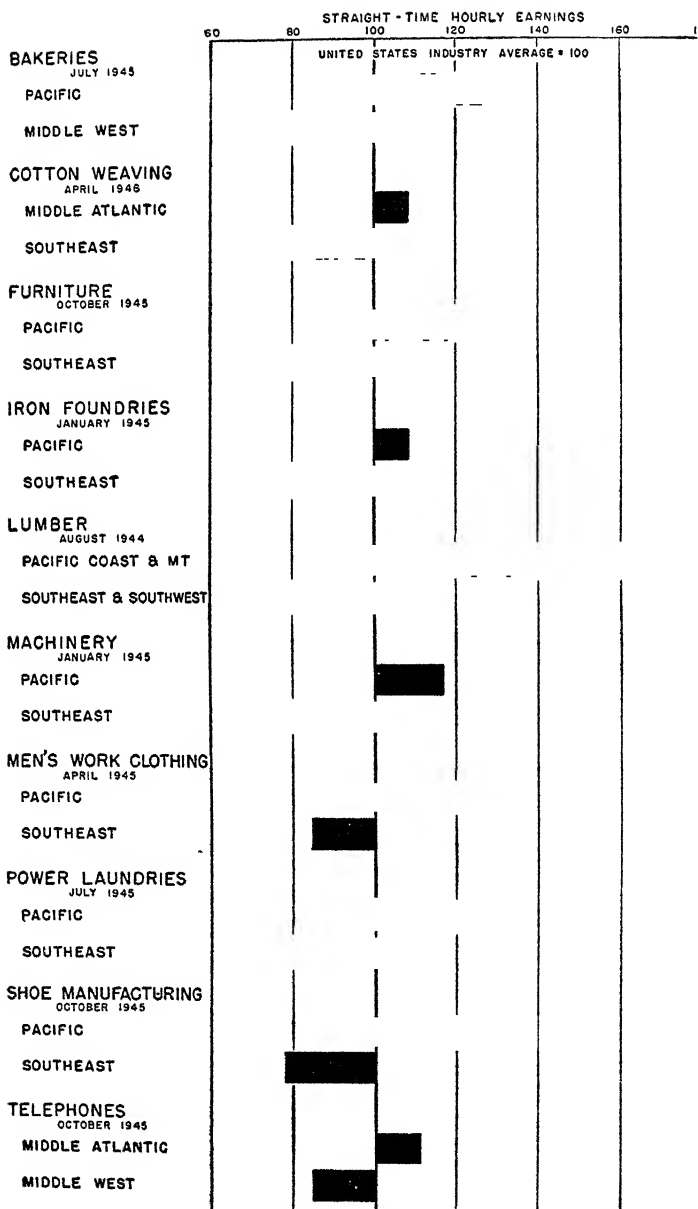 STRAIGHT-TIME HOURLY EARNINGS
60 80 100 120 140 160
UNITED STATES INDUSTRY AVERAGE = 100
BAKERIES
JULY 1945
PACIFIC
MIDDLE WEST
COTTON WEAVING
APRIL 1946
MIDDLE ATLANTIC
SOUTHEAST
FURNITURE
OCTOBER 1945
PACIFIC
SOUTHEAST
IRON FOUNDRIES
JANUARY 1945
PACIFIC
SOUTHEAST
LUMBER
AUGUST 1944
PACIFIC COAST & MT
SOUTHEAST & SOUTHWEST
MACHINERY
JANUARY 1945
PACIFIC
SOUTHEAST
MEN'S WORK CLOTHING
APRIL 1945
PACIFIC
SOUTHEAST
POWER LAUNDRIES
JULY 1945
PACIFIC
SOUTHEAST
SHOE MANUFACTURING
OCTOBER 1945
PACIFIC
SOUTHEAST
TELEPHONES
OCTOBER 1945
MIDDLE ATLANTIC
MIDDLE WEST